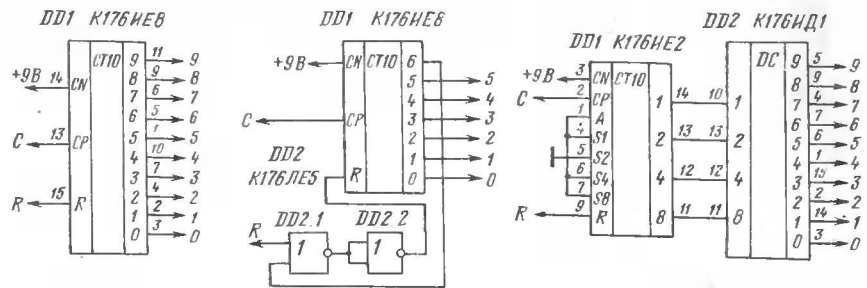 DD1 К176ИЕ8
+9В 14 CN CT10 9 11 9
8 9 8
7 6 7
6 5 6
C 13 CP 5 1 5
4 10 4
3 7 3
2 4 2
R 15 R 1 2 1
0 3 0
DD1 К176ИЕ8
+9В CN CT10 6
5 5
4 4
C CP 3 3
2 2
1 1
R 0 0
DD2
К176ЛЕ5
DD2.1 DD2.2
R 1 1
DD1 К176ИЕ2
+9В 3 CN CT10
C 2 CP
1 A
4 S1
5 S2
6 S4
7 S8
R 9 R
1 14 10 1
2 13 13 2
4 12 12 4
8 11 11 8
DD2 К176ИД1
DC 9 5 9
8 9 8
7 4 7
6 7 6
5 6 5
4 1 4
3 15 3
2 2 2
1 14 1
0 3 0